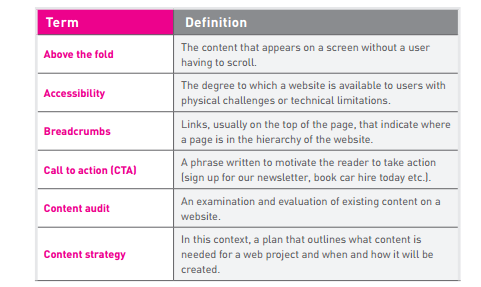 Term Definition
Above the fold
The content that appears on a screen without a user
having to scroll.
Accessibility
The degree to which a website is available to users with
physical challenges or technical limitations.
Breadcrumbs
Links, usually on the top of the page, that indicate where
a page is in the hierarchy of the website.
Call to action (CTA)
A phrase written to motivate the reader to take action
(sign up for our newsletter, book car hire today etc.).
Content audit
An examination and evaluation of existing content on a
website.
Content strategy
In this context, a plan that outlines what content is
needed for a web project and when and how it will be
created.